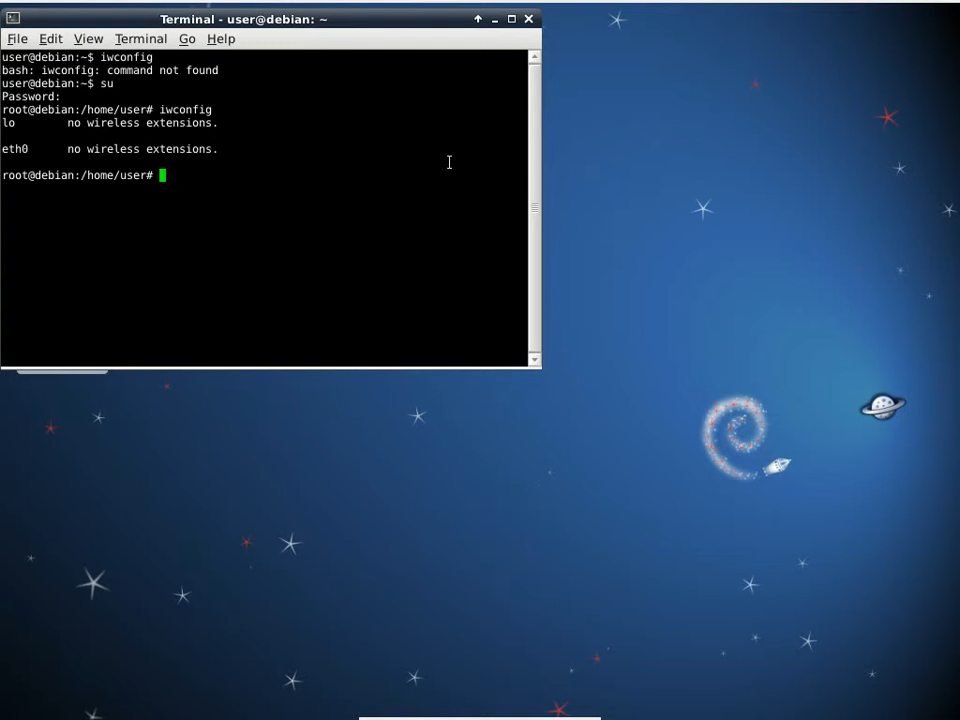 Terminal - user@debian: ~
File Edit View Terminal Go Help
user@debian:~$ iwconfig
bash: iwconfig: command not found
user@debian:~$ su
Password:
root@debian:/home/user# iwconfig
lo        no wireless extensions.
eth0      no wireless extensions.
root@debian:/home/user#